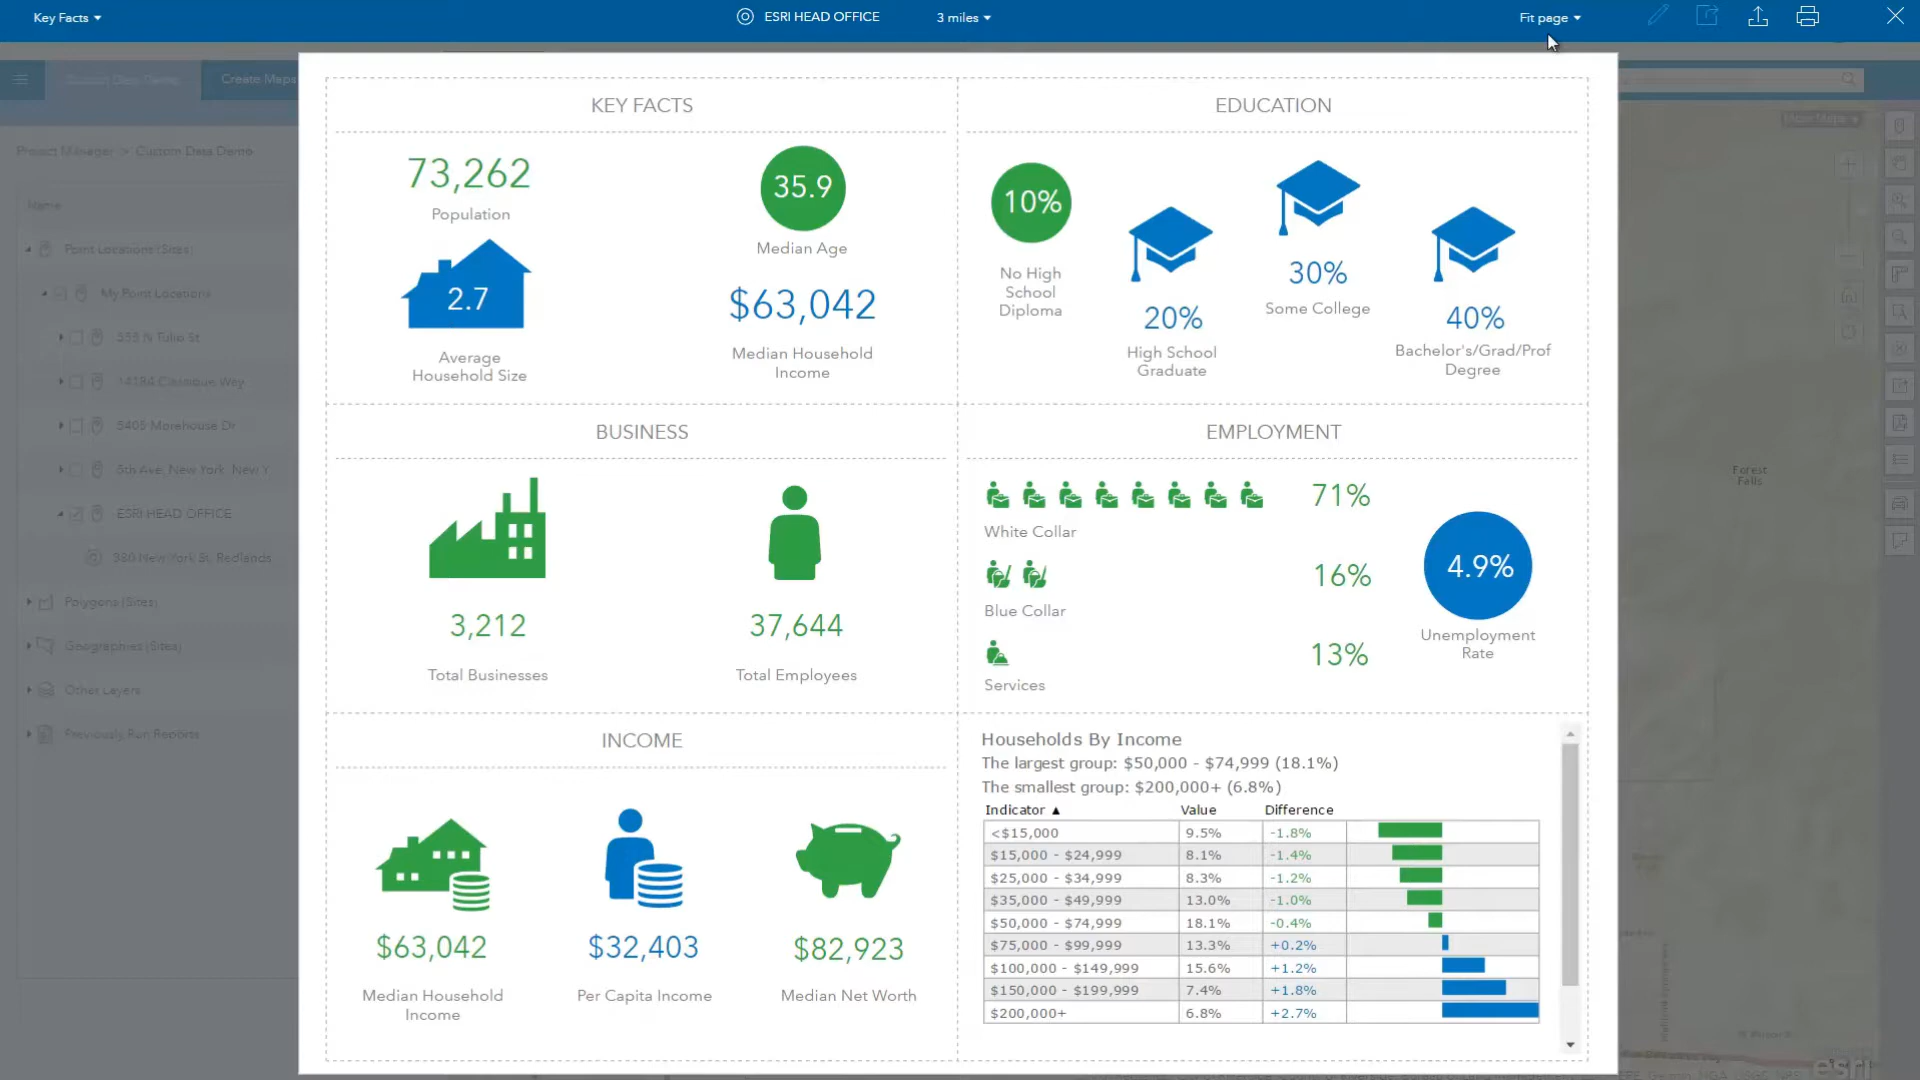 Key Facts
ESRI HEAD OFFICE
3 miles
Fit page
Custom Data Demo
Create Maps
Project Manager > Custom Data Demo
Name
Point Locations (Sites)
My Point Locations
5405 Morehouse Dr
ESRI HEAD OFFICE
380 New York St, Redlands
Polygons (Sites)
Geographies (Sites)
Other Layers
Previously Run Reports
KEY FACTS
73,262
Population
35.9
Median Age
2.7
Average
Household Size
$63,042
Median Household
Income
EDUCATION
10%
No High
School
Diploma
20%
High School
Graduate
30%
Some College
40%
Bachelor's/Grad/Prof
Degree
BUSINESS
3,212
Total Businesses
37,644
Total Employees
EMPLOYMENT
71%
White Collar
16%
Blue Collar
13%
Services
4.9%
Unemployment
Rate
INCOME
$63,042
Median Household
Income
$32,403
Per Capita Income
$82,923
Median Net Worth
Households By Income
The largest group: $50,000 - $74,999 (18.1%)
The smallest group: $200,000+ (6.8%)
Indicator ▲ Value Difference
<$15,000 9.5% -1.8%
$15,000 - $24,999 8.1% -1.4%
$25,000 - $34,999 8.3% -1.2%
$35,000 - $49,999 13.0% -1.0%
$50,000 - $74,999 18.1% -0.4%
$75,000 - $99,999 13.3% +0.2%
$100,000 - $149,999 15.6% +1.2%
$150,000 - $199,999 7.4% +1.8%
$200,000+ 6.8% +2.7%
Forest
Falls
esri